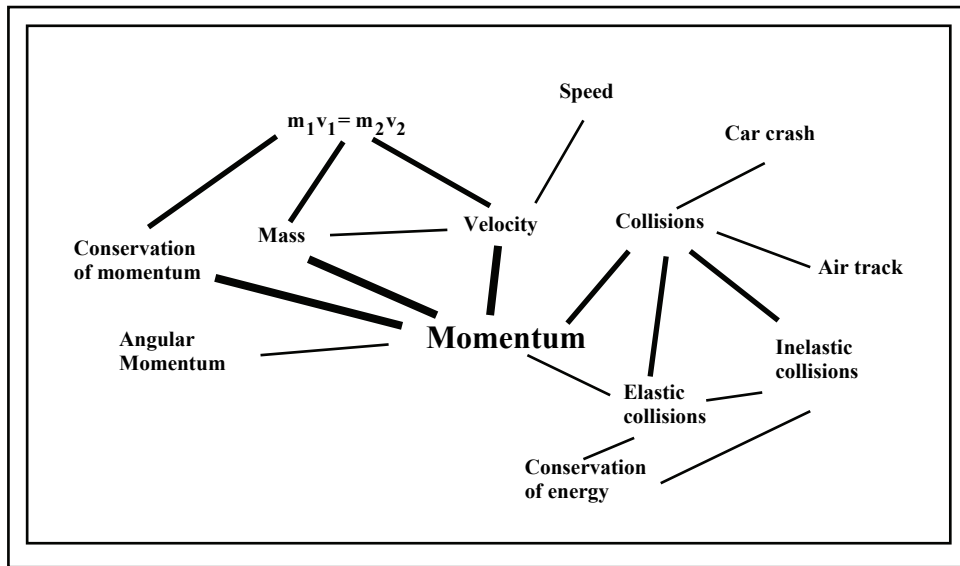 Speed
m₁v₁ = m₂v₂
Car crash
Velocity
Collisions
Mass
Conservation
of momentum
Air track
Momentum
Angular
Momentum
Inelastic
collisions
Elastic
collisions
Conservation
of energy